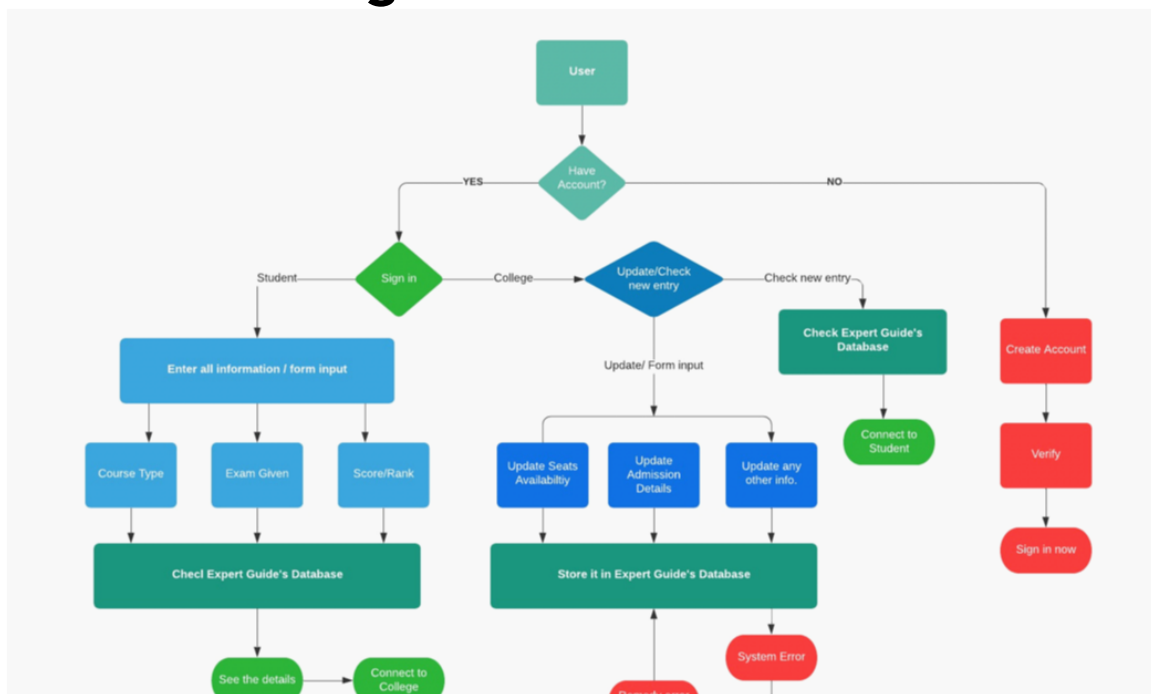 User
Have
Account?
YES
NO
Student
Sign in
College
Update/Check
new entry
Check new entry
Check Expert Guide's
Database
Create Account
Enter all information / form input
Update/ Form input
Connect to
Student
Verify
Course Type
Exam Given
Score/Rank
Update Seats
Availabiltiy
Update
Admission
Details
Update any
other info.
Sign in now
Checl Expert Guide's Database
Store it in Expert Guide's Database
System Error
See the details
Connect to
College